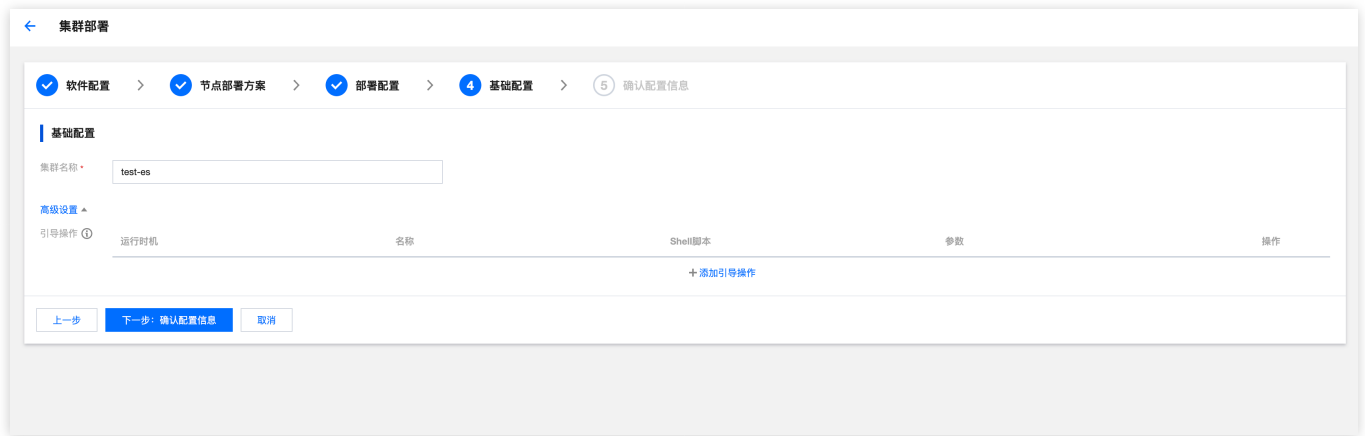 集群部署
软件配置 节点部署方案 部署配置 4 基础配置 5 确认配置信息
基础配置
集群名称 *
test-es
高级设置
引导操作
运行时机 名称 Shell脚本 参数 操作
+添加引导操作
上一步 下一步：确认配置信息 取消